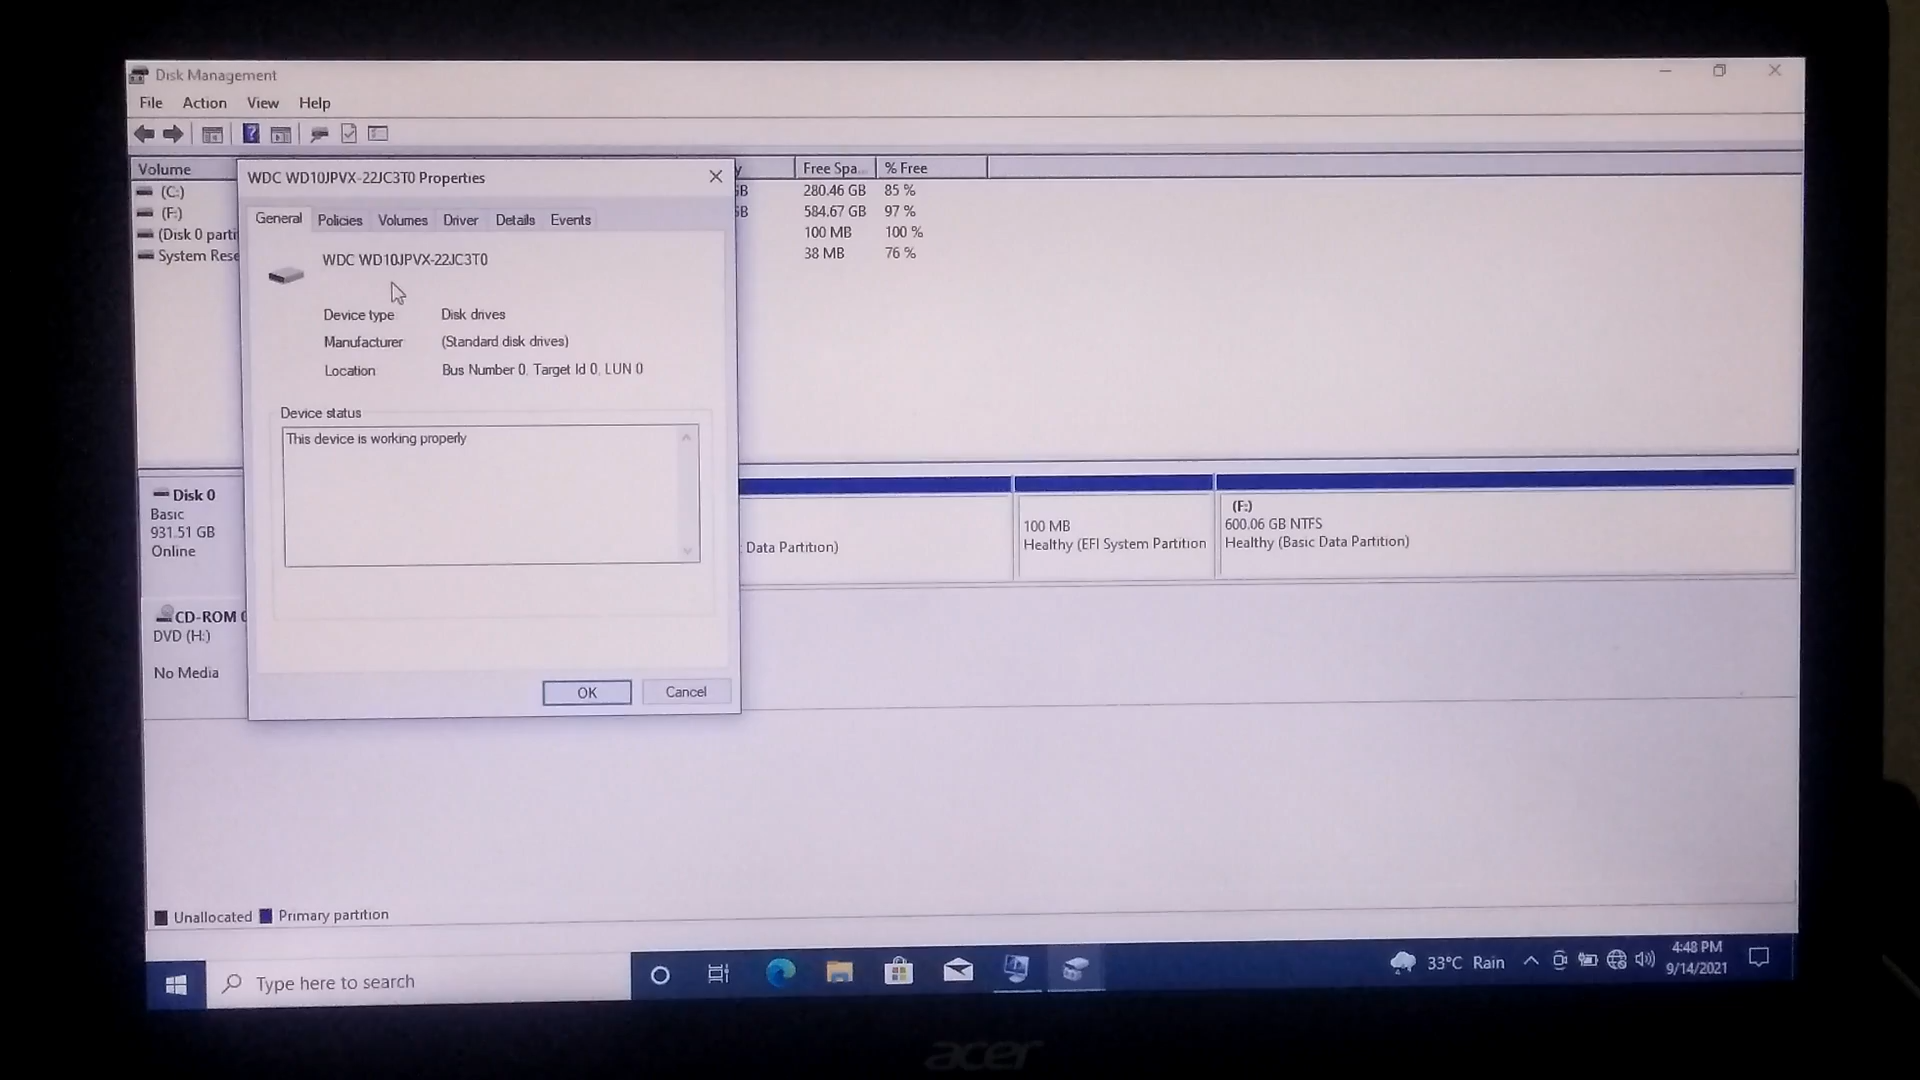 Disk Management
File Action View Help
Volume Free Spa... % Free
(C:) 280.46 GB 85 %
(F:) 584.67 GB 97 %
(Disk 0 parti 100 MB 100 %
System Rese 38 MB 76 %
WDC WD10JPVX-22JC3T0 Properties
General Policies Volumes Driver Details Events
WDC WD10JPVX-22JC3T0
Device type Disk drives
Manufacturer (Standard disk drives)
Location Bus Number 0, Target Id 0, LUN 0
Device status
This device is working properly
OK Cancel
Disk 0
Basic
931.51 GB
Online
Data Partition)
100 MB
Healthy (EFI System Partition
(F:)
600.06 GB NTFS
Healthy (Basic Data Partition)
CD-ROM
DVD (H:)
No Media
Unallocated Primary partition
Type here to search
33°C Rain
4:48 PM
9/14/2021
acer